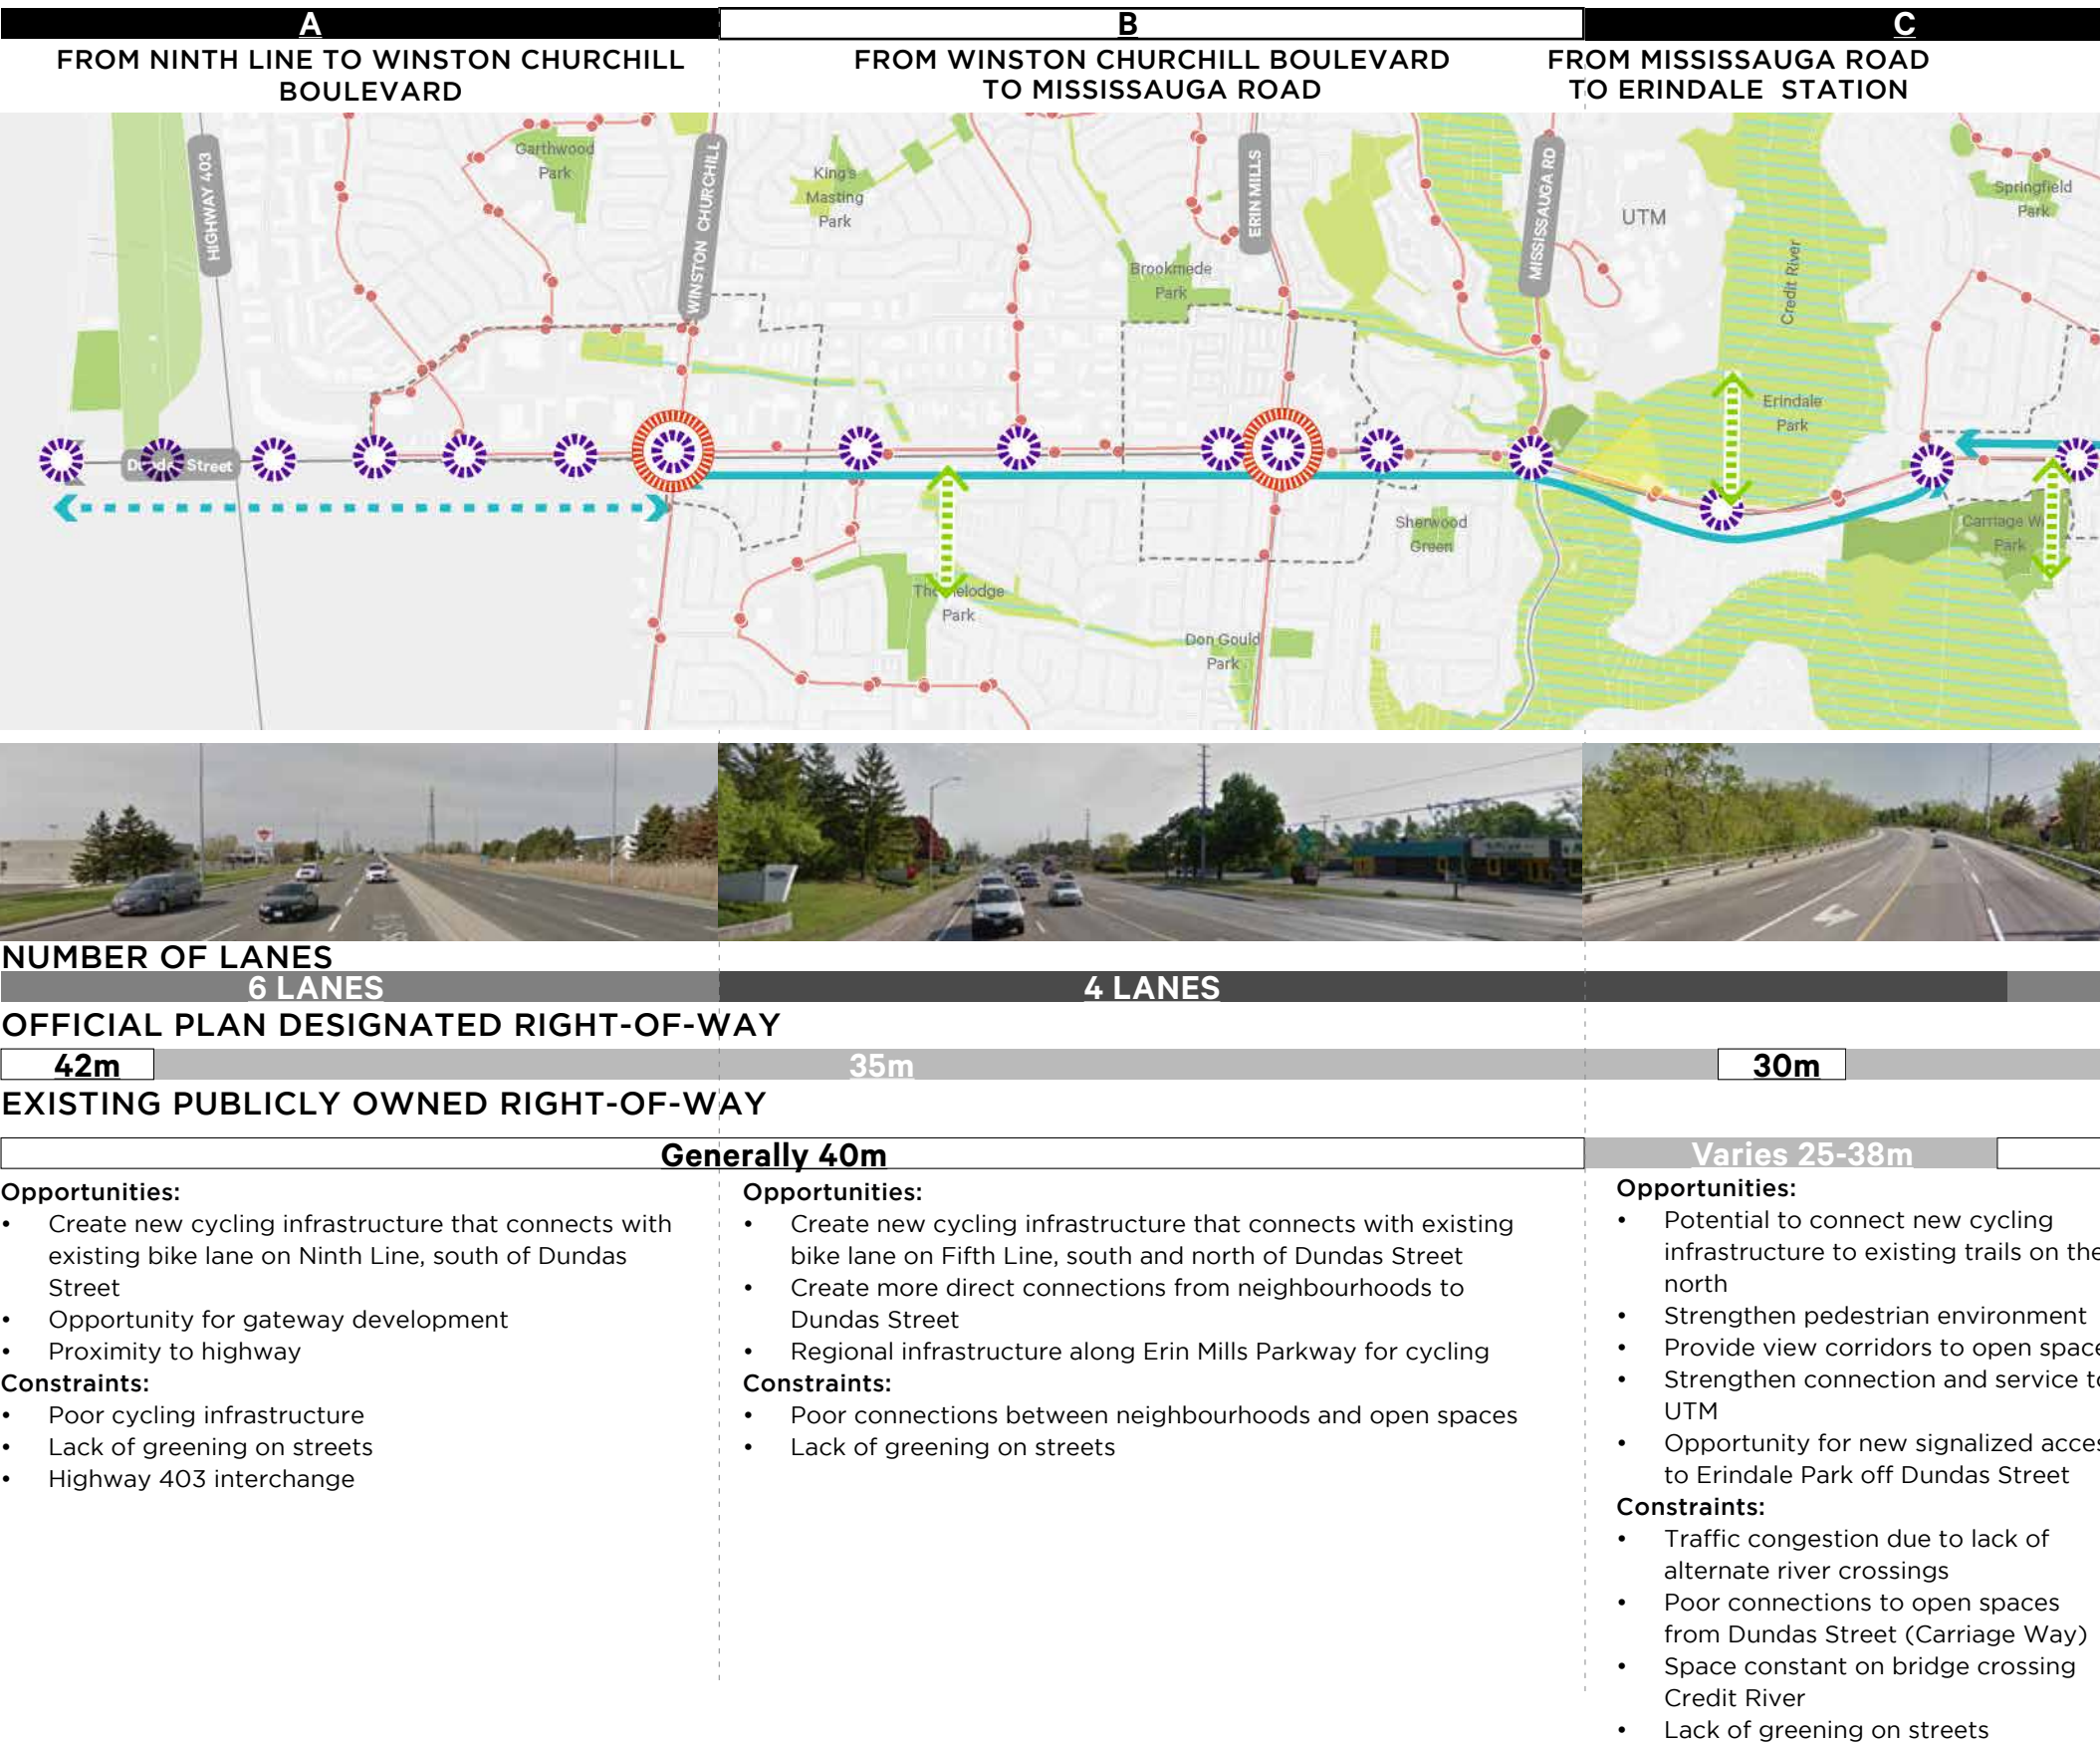 A
B
C
FROM NINTH LINE TO WINSTON CHURCHILL
BOULEVARD
FROM WINSTON CHURCHILL BOULEVARD
TO MISSISSAUGA ROAD
FROM MISSISSAUGA ROAD
TO ERINDALE STATION
HIGHWAY 403
Garthwood
Park
WINSTON CHURCHILL
King's
Masting
Park
ERIN MILLS
Brookmede
Park
MISSISSAUGA RD
UTM
Credit River
Springfield
Park
Erindale
Park
Street
Sherwood
Green
Carriage
Park
Park
Don Gould
Park
NUMBER OF LANES
6 LANES
4 LANES
OFFICIAL PLAN DESIGNATED RIGHT-OF-WAY
42m
35m
30m
EXISTING PUBLICLY OWNED RIGHT-OF-WAY
Generally 40m
Varies 25-38m
Opportunities:
• Create new cycling infrastructure that connects with
existing bike lane on Ninth Line, south of Dundas
Street
• Opportunity for gateway development
• Proximity to highway
Constraints:
• Poor cycling infrastructure
• Lack of greening on streets
• Highway 403 interchange
Opportunities:
• Create new cycling infrastructure that connects with existing
bike lane on Fifth Line, south and north of Dundas Street
• Create more direct connections from neighbourhoods to
Dundas Street
• Regional infrastructure along Erin Mills Parkway for cycling
Constraints:
• Poor connections between neighbourhoods and open spaces
• Lack of greening on streets
Opportunities:
• Potential to connect new cycling
infrastructure to existing trails on the
north
• Strengthen pedestrian environment
• Provide view corridors to open space
• Strengthen connection and service to
UTM
• Opportunity for new signalized acces
to Erindale Park off Dundas Street
Constraints:
• Traffic congestion due to lack of
alternate river crossings
• Poor connections to open spaces
from Dundas Street (Carriage Way)
• Space constant on bridge crossing
Credit River
• Lack of greening on streets